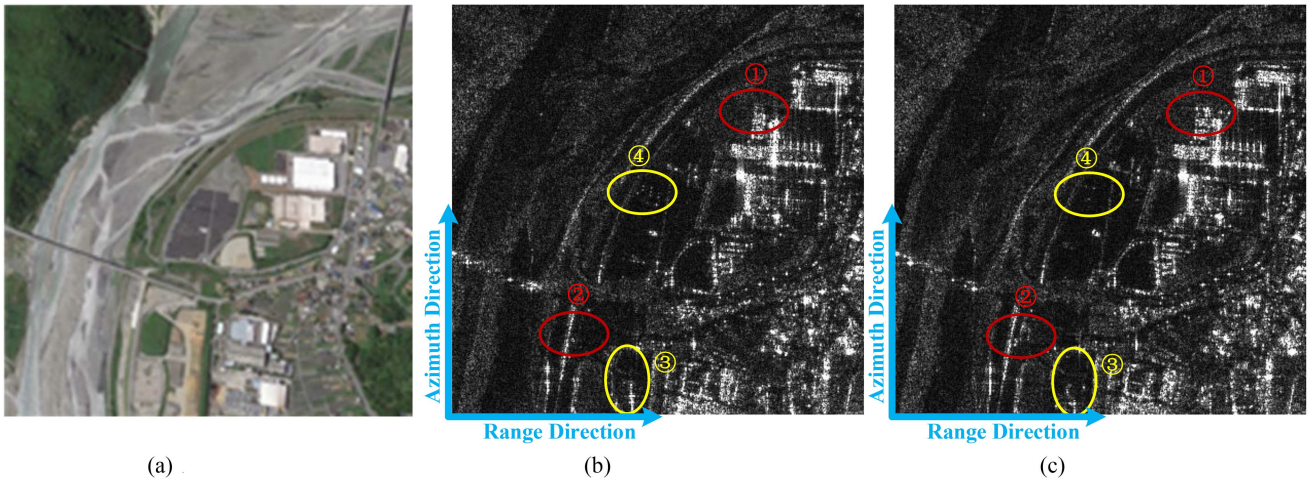 ①
④
②
③
Azimuth Direction
Range Direction
①
④
②
③
Azimuth Direction
Range Direction
(a)
(b)
(c)